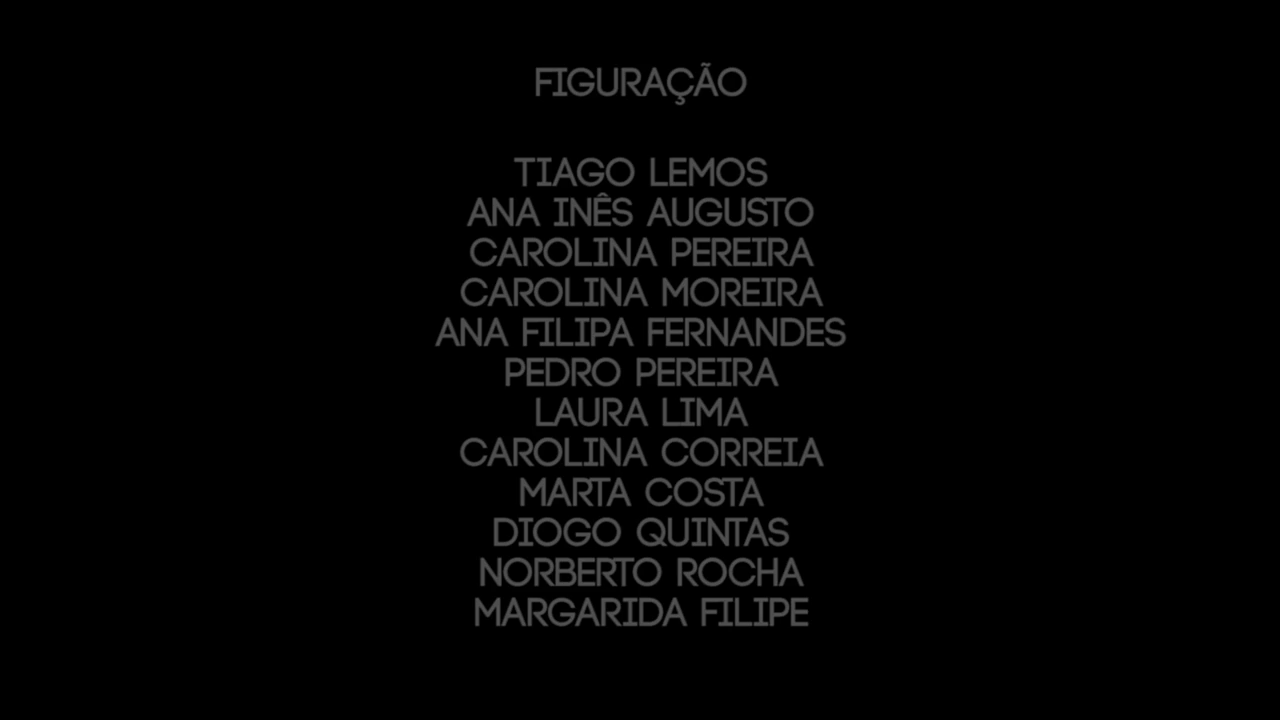 FIGURAÇÃO
TIAGO LEMOS
ANA INÊS AUGUSTO
CAROLINA PEREIRA
CAROLINA MOREIRA
ANA FILIPA FERNANDES
PEDRO PEREIRA
LAURA LIMA
CAROLINA CORREIA
MARTA COSTA
DIOGO QUINTAS
NORBERTO ROCHA
MARGARIDA FILIPE